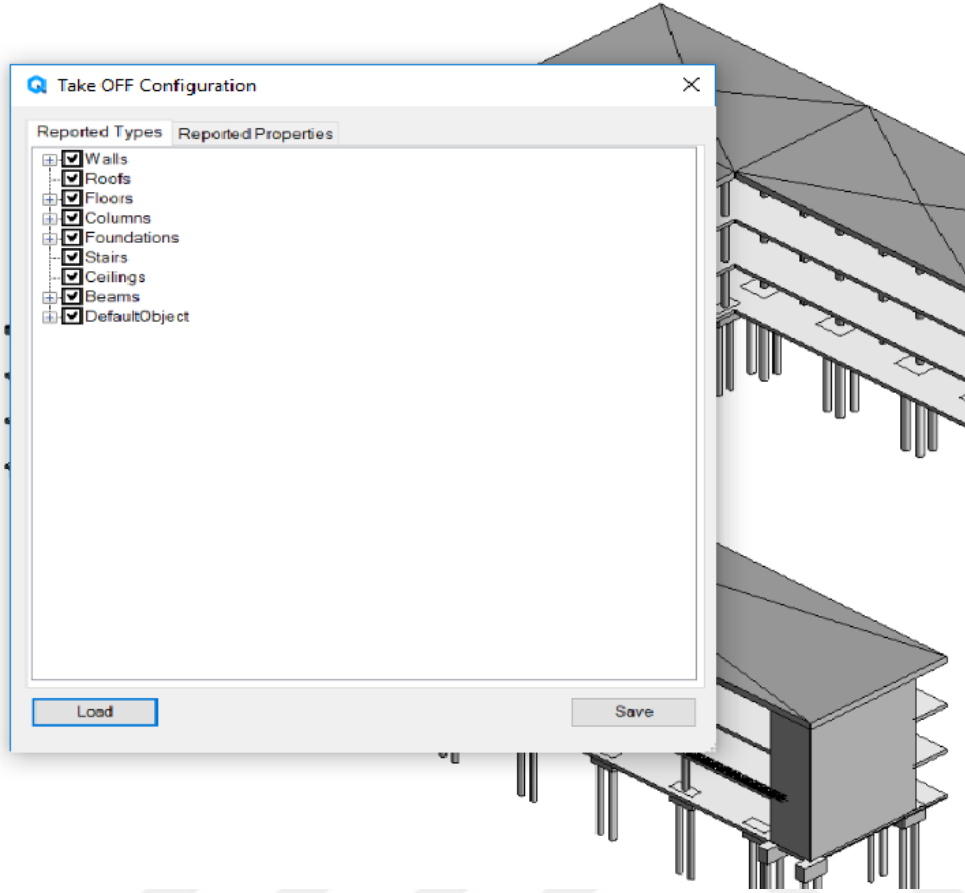 Take OFF Configuration
Reported Types Reported Properties
Walls
Roofs
Floors
Columns
Foundations
Stairs
Ceilings
Beams
DefaultObject
Load Save